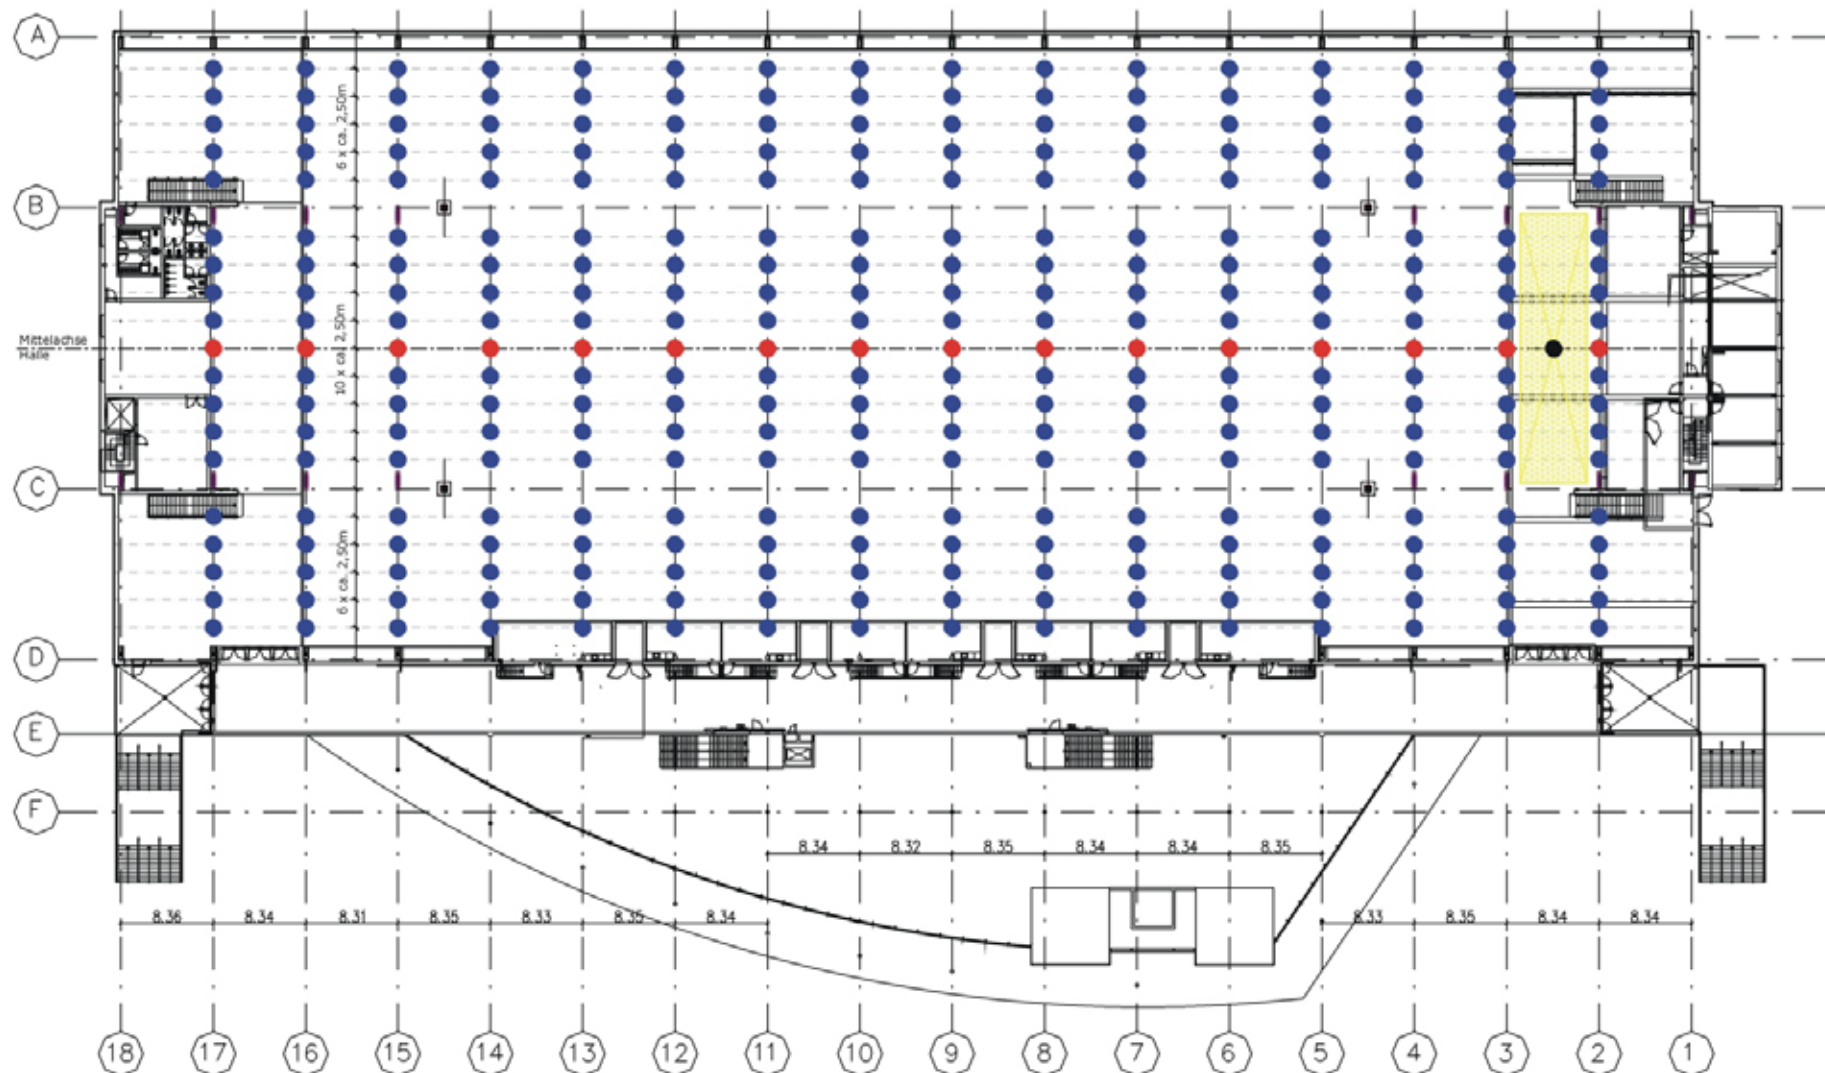 A
6 x ca. 2,50m
B
Mittelachse
Halle
10 x ca. 2,50m
C
6 x ca. 2,50m
D
E
F
8.34 8.32 8.35 8.34 8.34 8.35
8.36 8.34 8.31 8.35 8.33 8.35 8.34 8.33 8.35 8.34 8.34
18 17 16 15 14 13 12 11 10 9 8 7 6 5 4 3 2 1